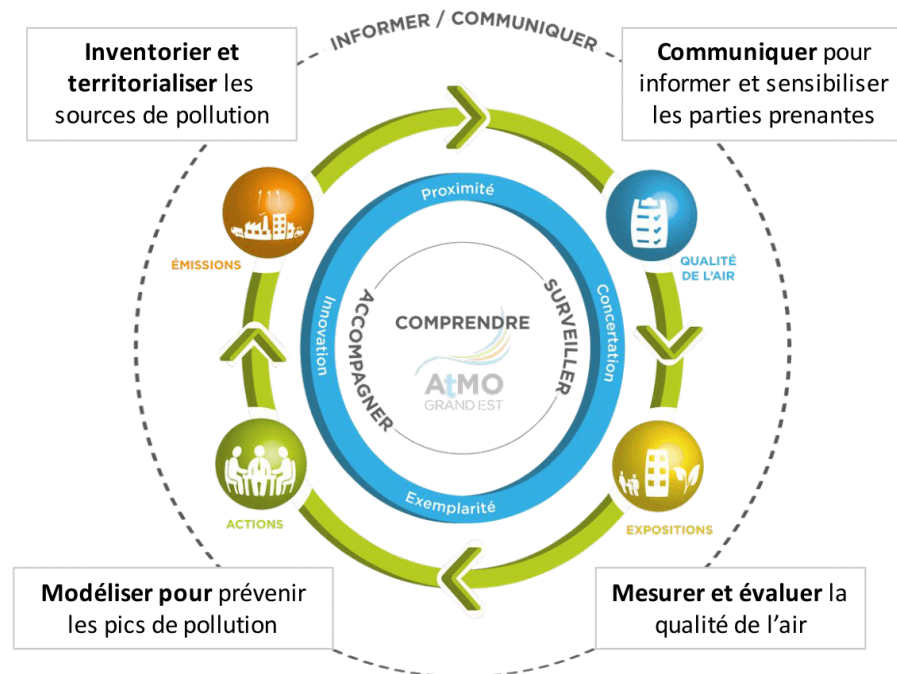 INFORMER / COMMUNIQUER
Inventorier et
territorialiser les
sources de pollution
Communiquer pour
informer et sensibiliser
les parties prenantes
Proximité
ÉMISSIONS
QUALITÉ
DE L'AIR
Innovation
ACCOMPAGNER
COMPRENDRE
SURVEILLER
Concertation
AtMO
GRAND EST
Exemplarité
ACTIONS
EXPOSITIONS
Modéliser pour prévenir
les pics de pollution
Mesurer et évaluer la
qualité de l’air